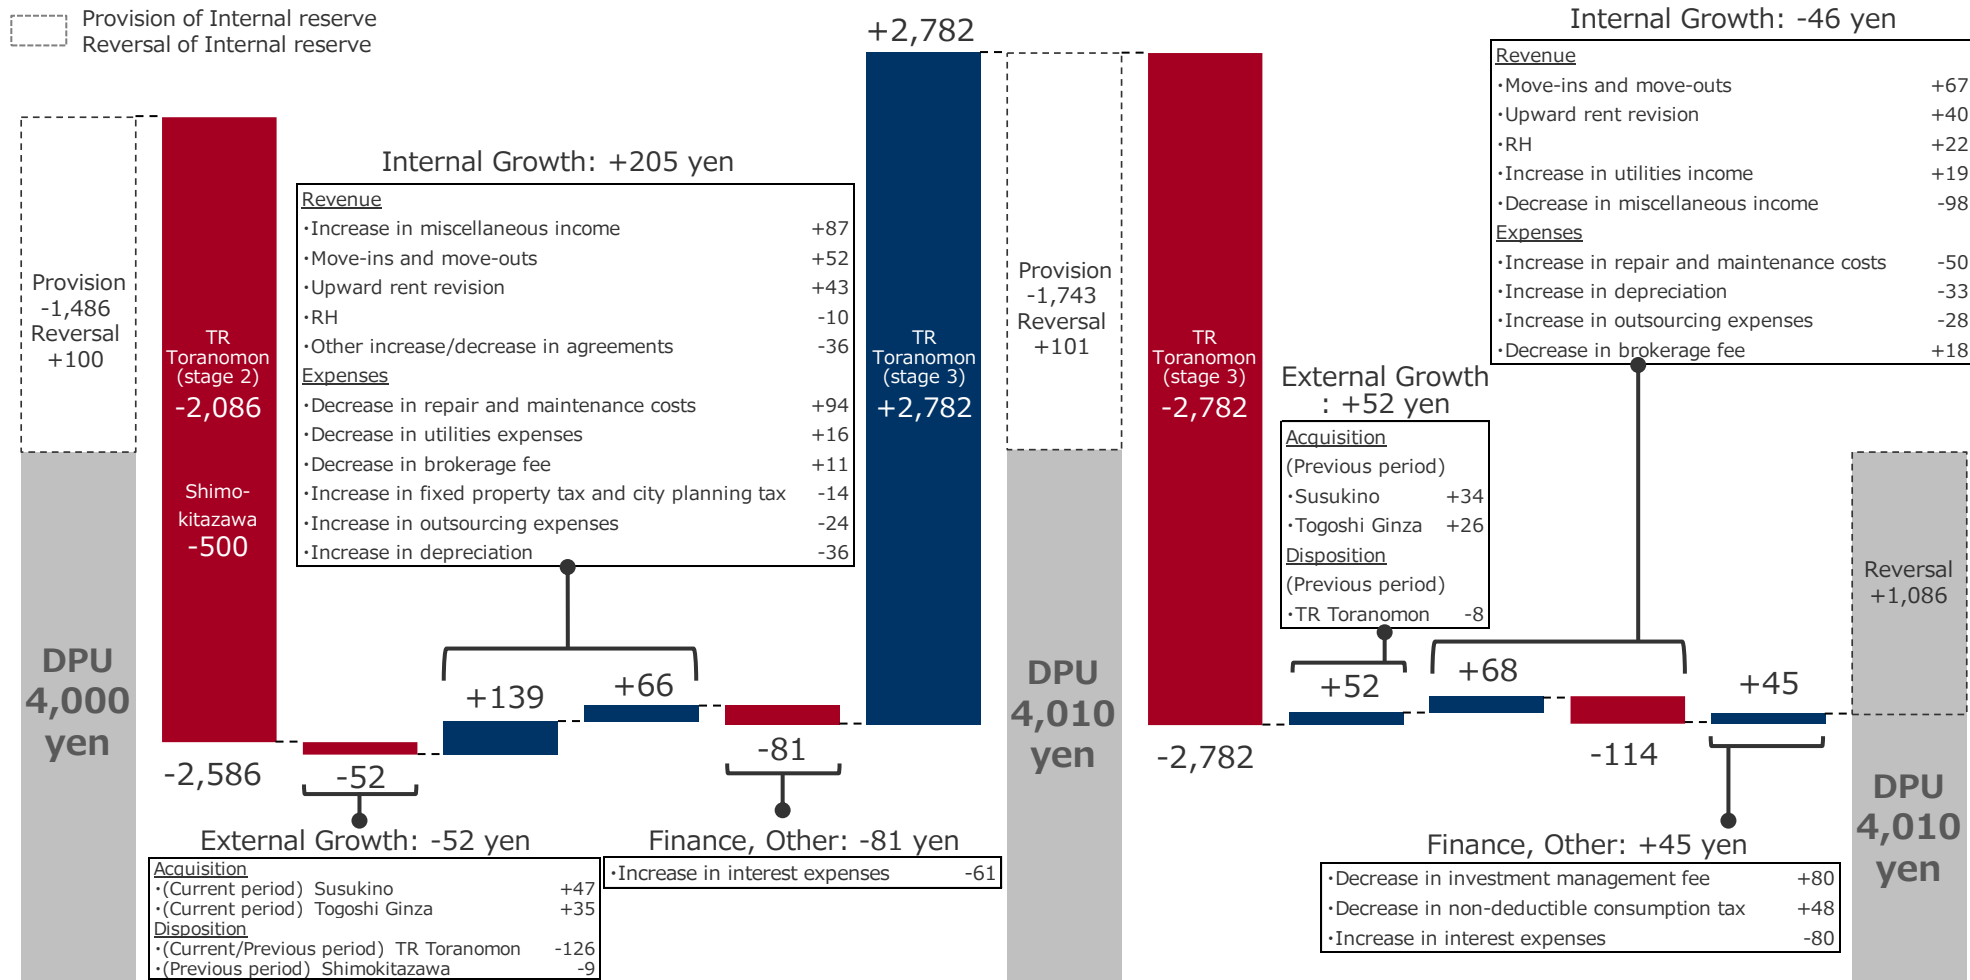 Provision of Internal reserve
Reversal of Internal reserve
Provision
-1,486
Reversal
+100
DPU
4,000
yen
TR
Toranomon
(stage 2)
-2,086
Shimo-
kitazawa
-500
-2,586
-52
External Growth: -52 yen
Acquisition
・(Current period) Susukino +47
・(Current period) Togoshi Ginza +35
Disposition
・(Current/Previous period) TR Toranomon -126
・(Previous period) Shimokitazawa -9
Internal Growth: +205 yen
Revenue
・Increase in miscellaneous income +87
・Move-ins and move-outs +52
・Upward rent revision +43
・RH -10
・Other increase/decrease in agreements -36
Expenses
・Decrease in repair and maintenance costs +94
・Decrease in utilities expenses +16
・Decrease in brokerage fee +11
・Increase in fixed property tax and city planning tax -14
・Increase in outsourcing expenses -24
・Increase in depreciation -36
+139
+66
-81
Finance, Other: -81 yen
・Increase in interest expenses -61
+2,782
TR
Toranomon
(stage 3)
+2,782
Provision
-1,743
Reversal
+101
DPU
4,010
yen
TR
Toranomon
(stage 3)
-2,782
-2,782
External Growth
: +52 yen
Acquisition
(Previous period)
・Susukino +34
・Togoshi Ginza +26
Disposition
(Previous period)
・TR Toranomon -8
+52
Internal Growth: -46 yen
Revenue
・Move-ins and move-outs +67
・Upward rent revision +40
・RH +22
・Increase in utilities income +19
・Decrease in miscellaneous income -98
Expenses
・Increase in repair and maintenance costs -50
・Increase in depreciation -33
・Increase in outsourcing expenses -28
・Decrease in brokerage fee +18
+68
-114
+45
Finance, Other: +45 yen
・Decrease in investment management fee +80
・Decrease in non-deductible consumption tax +48
・Increase in interest expenses -80
Reversal
+1,086
DPU
4,010
yen